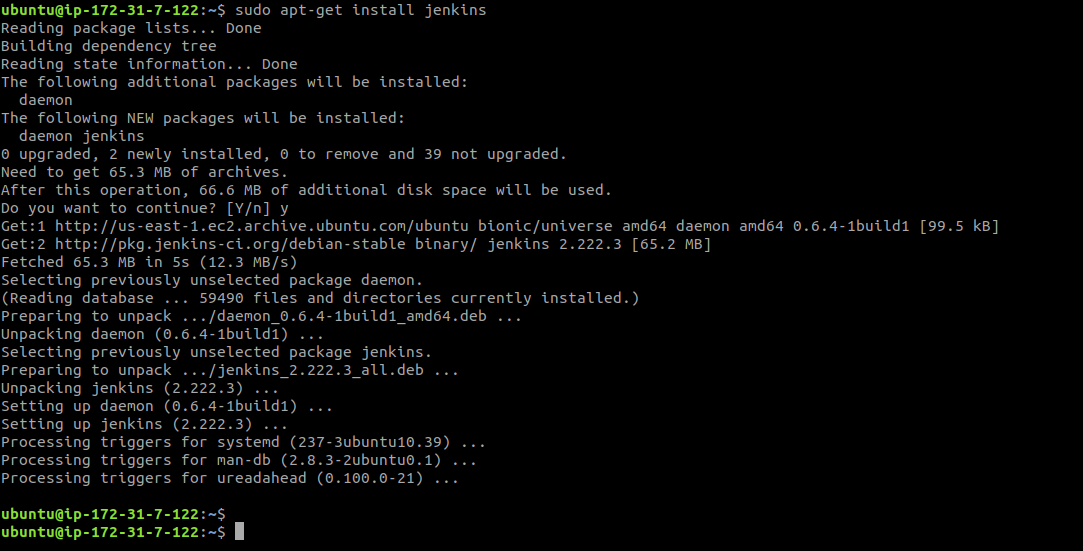 ubuntu@ip-172-31-7-122:~$ sudo apt-get install jenkins
Reading package lists... Done
Building dependency tree
Reading state information... Done
The following additional packages will be installed:
  daemon
The following NEW packages will be installed:
  daemon jenkins
0 upgraded, 2 newly installed, 0 to remove and 39 not upgraded.
Need to get 65.3 MB of archives.
After this operation, 66.6 MB of additional disk space will be used.
Do you want to continue? [Y/n] y
Get:1 http://us-east-1.ec2.archive.ubuntu.com/ubuntu bionic/universe amd64 daemon amd64 0.6.4-1build1 [99.5 kB]
Get:2 http://pkg.jenkins-ci.org/debian-stable binary/ jenkins 2.222.3 [65.2 MB]
Fetched 65.3 MB in 5s (12.3 MB/s)
Selecting previously unselected package daemon.
(Reading database ... 59490 files and directories currently installed.)
Preparing to unpack .../daemon_0.6.4-1build1_amd64.deb ...
Unpacking daemon (0.6.4-1build1) ...
Selecting previously unselected package jenkins.
Preparing to unpack .../jenkins_2.222.3_all.deb ...
Unpacking jenkins (2.222.3) ...
Setting up daemon (0.6.4-1build1) ...
Setting up jenkins (2.222.3) ...
Processing triggers for systemd (237-3ubuntu10.39) ...
Processing triggers for man-db (2.8.3-2ubuntu0.1) ...
Processing triggers for ureadahead (0.100.0-21) ...
ubuntu@ip-172-31-7-122:~$
ubuntu@ip-172-31-7-122:~$